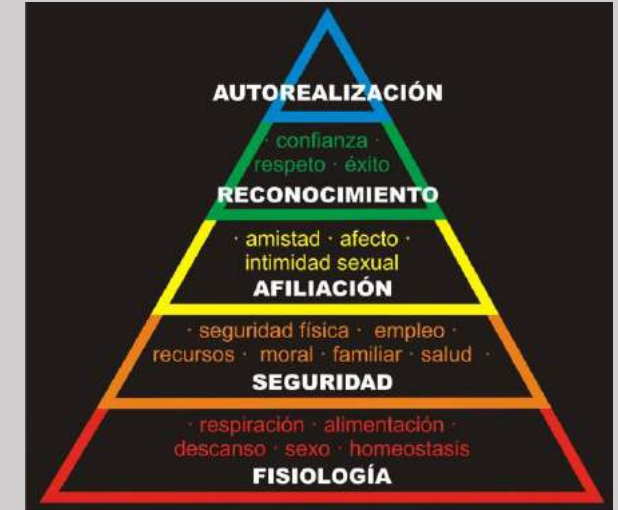 AUTOREALIZACIÓN
· confianza ·
respeto · éxito
RECONOCIMIENTO
· amistad · afecto ·
intimidad sexual
AFILIACIÓN
· seguridad física · empleo ·
recursos · moral · familiar · salud ·
SEGURIDAD
· respiración · alimentación ·
descanso · sexo · homeostasis
FISIOLOGÍA